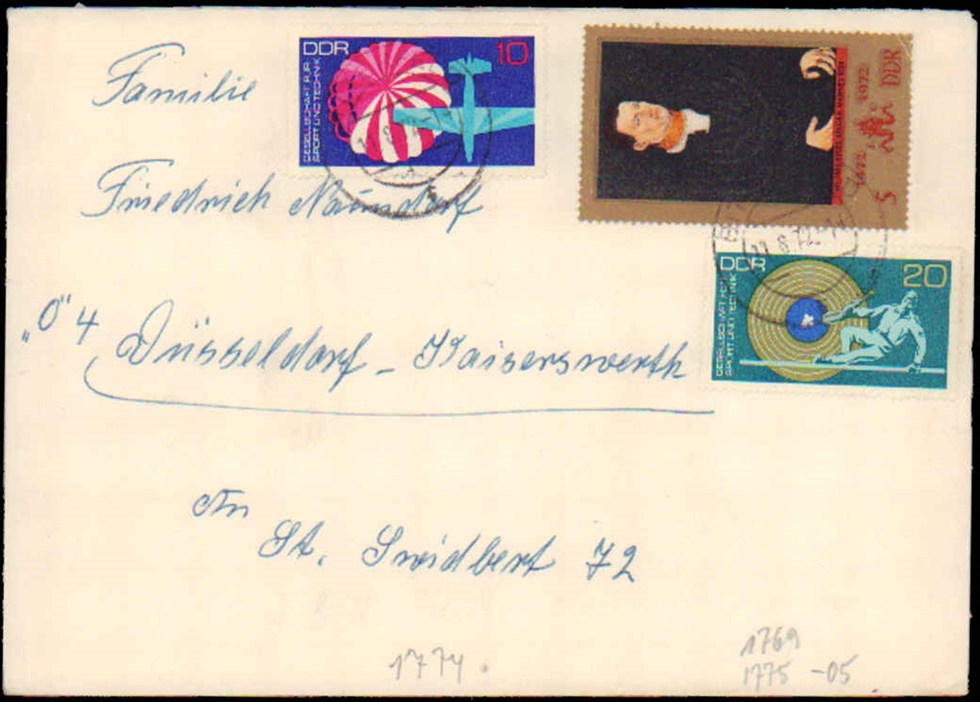 DDR 10
GESELLSCHAFT FÜR
SPORT UND TECHNIK
1472 1972
5 DDR
DDR 20
GESELLSCHAFT FÜR
SPORT UND TECHNIK
Familie
Friedrich Naundorf
„O“ 4 Düsseldorf - Kaiserswerth
An
St. Swidbert 72
1774.
1769
1775 -05